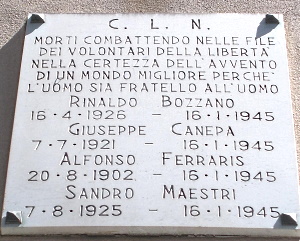 C. L. N.
MORTI COMBATTENDO NELLE FILE
DEI VOLONTARI DELLA LIBERTÀ
NELLA CERTEZZA DELL'AVVENTO
DI UN MONDO MIGLIORE PERCHÈ
L'UOMO SIA FRATELLO ALL'UOMO
RINALDO BOZZANO
16-4-1926 - 16-1-1945
GIUSEPPE CANEPA
7-7-1921 - 16-1-1945
ALFONSO FERRARIS
20-8-1902 - 16-1-1945
SANDRO MAESTRI
7-8-1925 - 16-1-1945